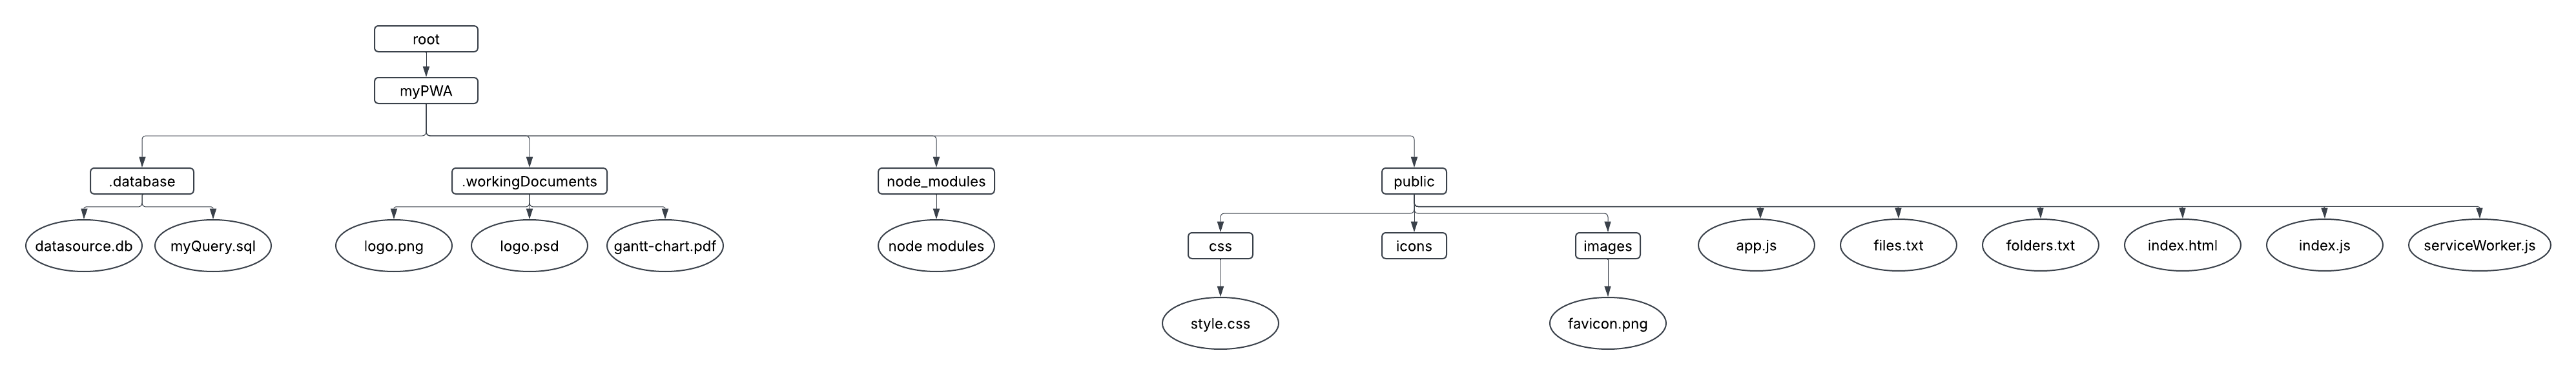 root
myPWA
.database
.workingDocuments
node_modules
public
datasource.db
myQuery.sql
logo.png
logo.psd
gantt-chart.pdf
node modules
css
icons
images
app.js
files.txt
folders.txt
index.html
index.js
serviceWorker.js
style.css
favicon.png